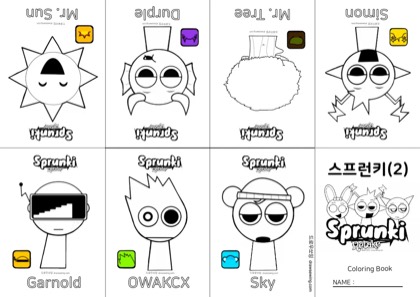 Mr. Sun
Durple
Mr. Tree
Simon
Sprunki
Sprunki
Sprunki
Sprunki
Sprunki
Sprunki
Sprunki
스프런키(2)
Sprunki
Coloring Book
NAME :
Garnold
OWAKCX
Sky